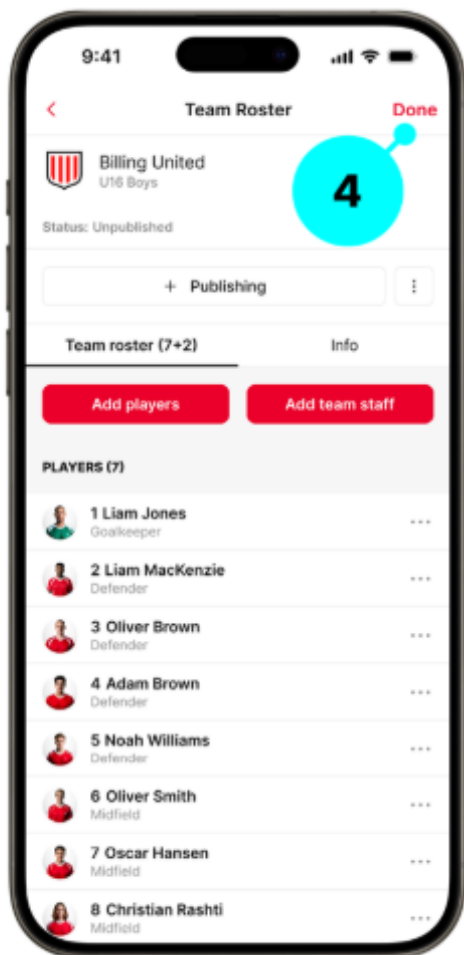 9:41
Team Roster
Done
Billing United
U16 Boys
4
Status: Unpublished
+ Publishing
Team roster (7+2)
Info
Add players
Add team staff
PLAYERS (7)
1 Liam Jones
Goalkeeper
2 Liam MacKenzie
Defender
3 Oliver Brown
Defender
4 Adam Brown
Defender
5 Noah Williams
Defender
6 Oliver Smith
Midfield
7 Oscar Hansen
Midfield
8 Christian Rashti
Midfield